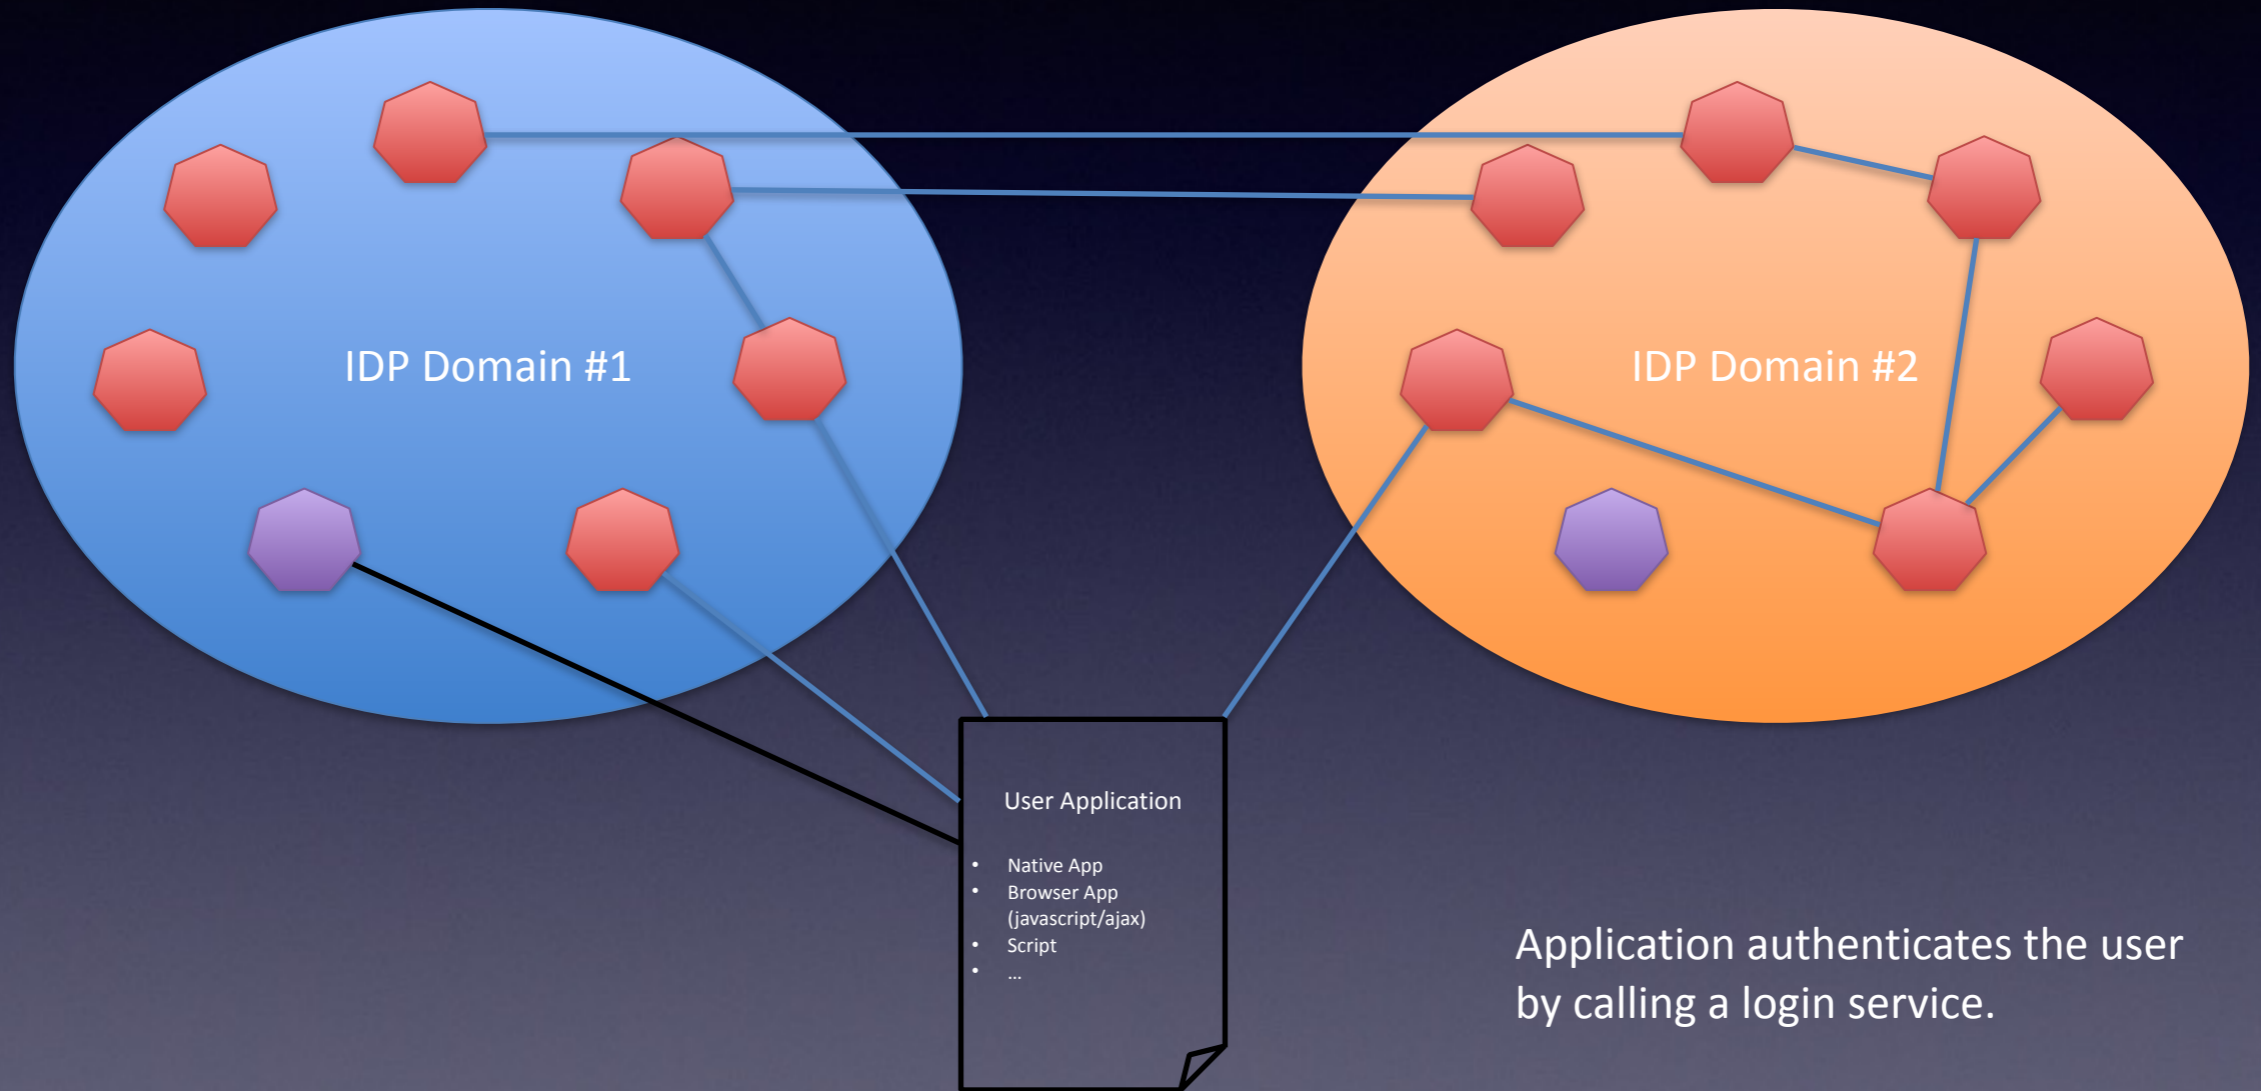 IDP Domain #1
IDP Domain #2
User Application
• Native App
• Browser App
(javascript/ajax)
• Script
• ...
Application authenticates the user
by calling a login service.